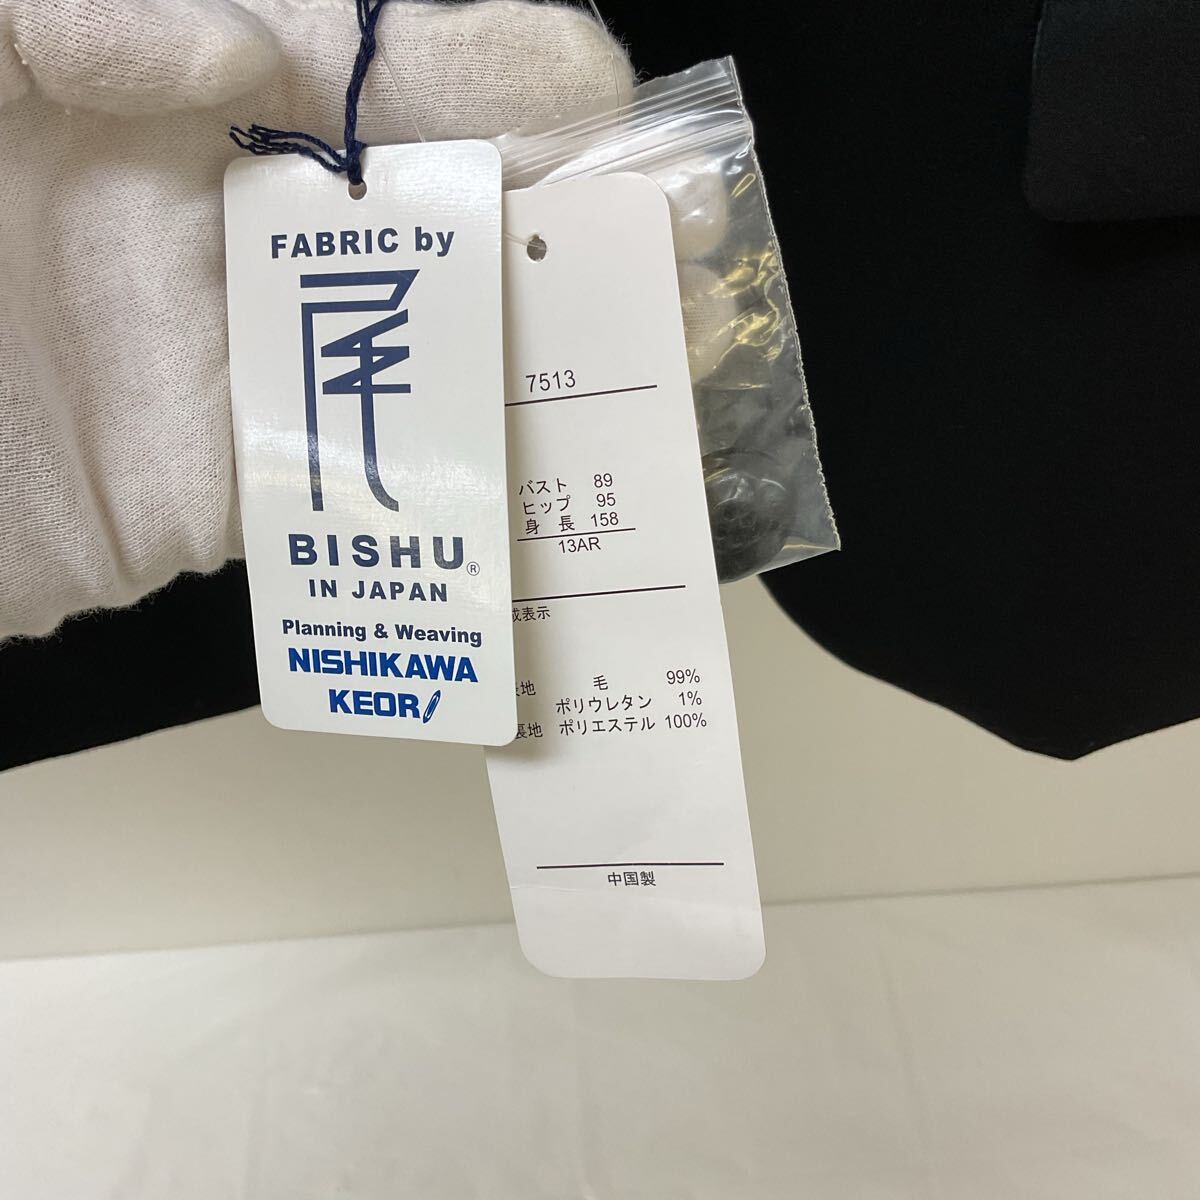 FABRIC by
尾
BISHU®
IN JAPAN
Planning & Weaving
NISHIKAWA
KEORI
7513
バスト 89
ヒップ 95
身 長 158
13AR
成表示
地 毛 99%
ポリウレタン 1%
裏地 ポリエステル 100%
中国製